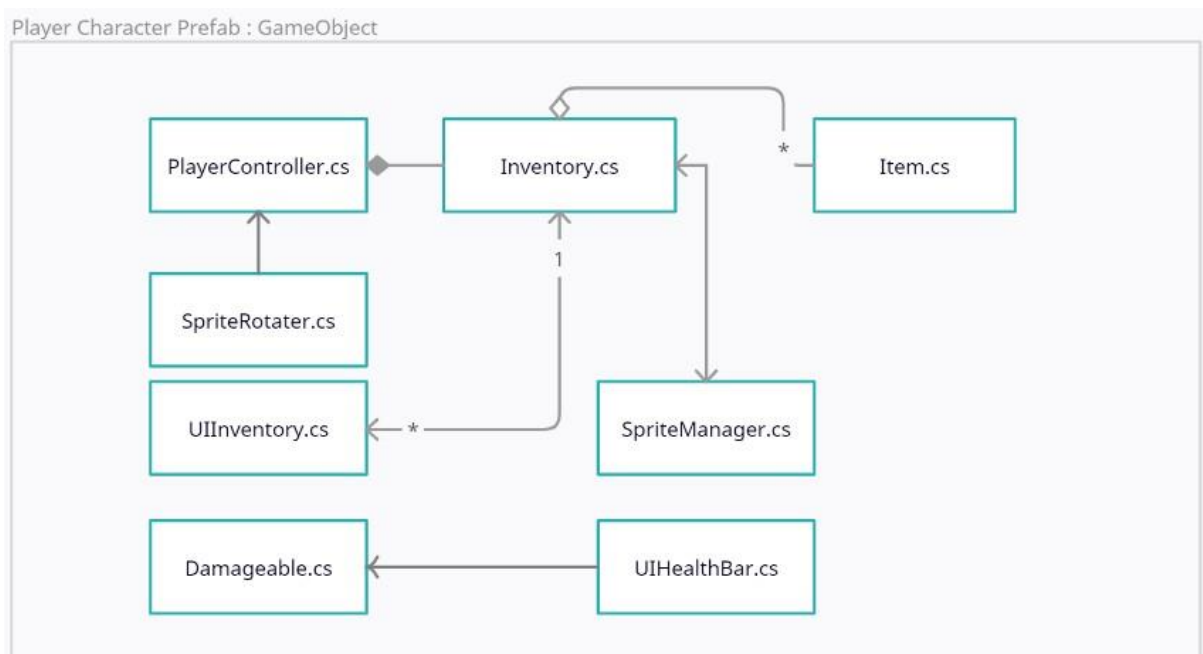 Player Character Prefab : GameObject
PlayerController.cs
Inventory.cs
*
Item.cs
1
SpriteRotater.cs
UIInventory.cs
*
SpriteManager.cs
Damageable.cs
UIHealthBar.cs